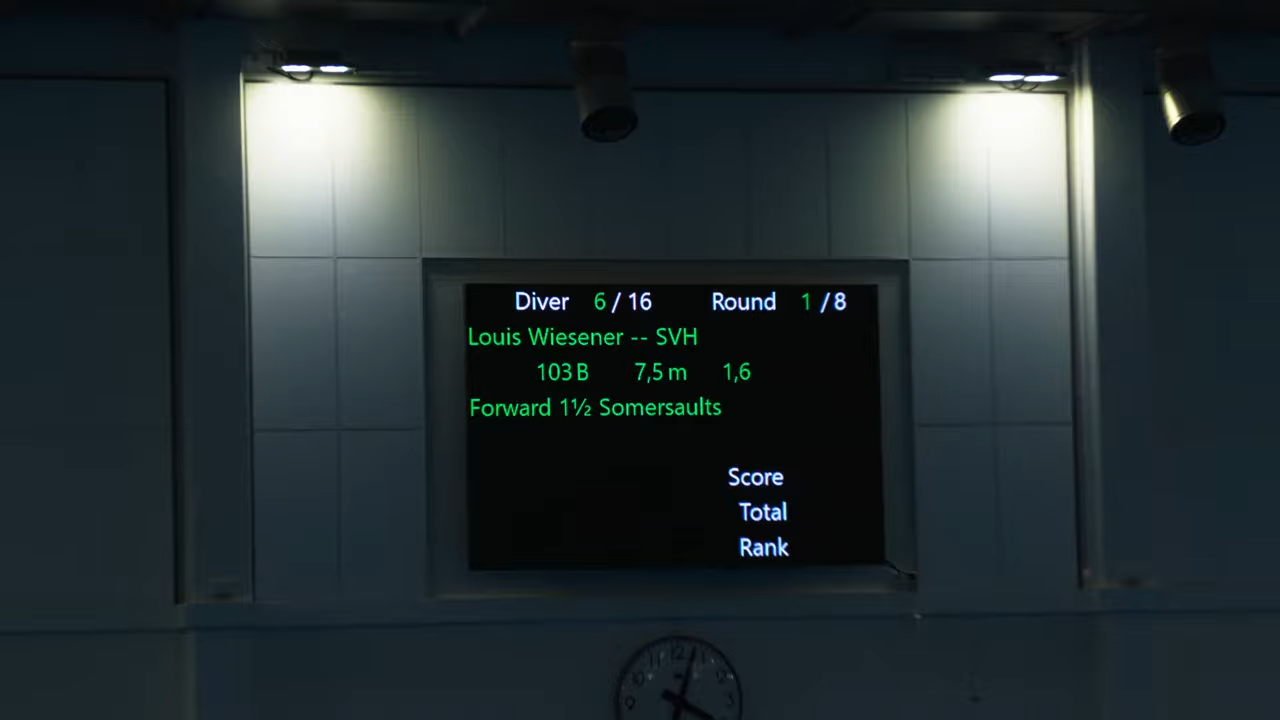 Diver 6 / 16 Round 1 / 8
Louis Wiesener -- SVH
103 B 7,5 m 1,6
Forward 1½ Somersaults
Score
Total
Rank
12